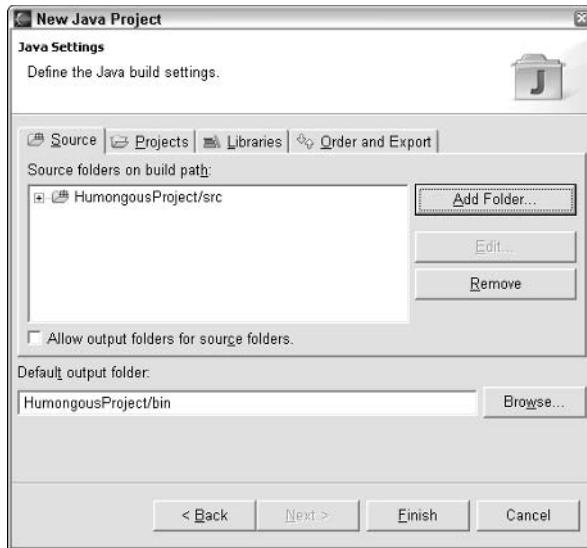 New Java Project
Java Settings
Define the Java build settings.
J
Source Projects Libraries Order and Export
Source folders on build path:
HumongousProject/src
Add Folder...
Edit...
Remove
Allow output folders for source folders.
Default output folder:
HumongousProject/bin
Browse...
< Back Next > Finish Cancel